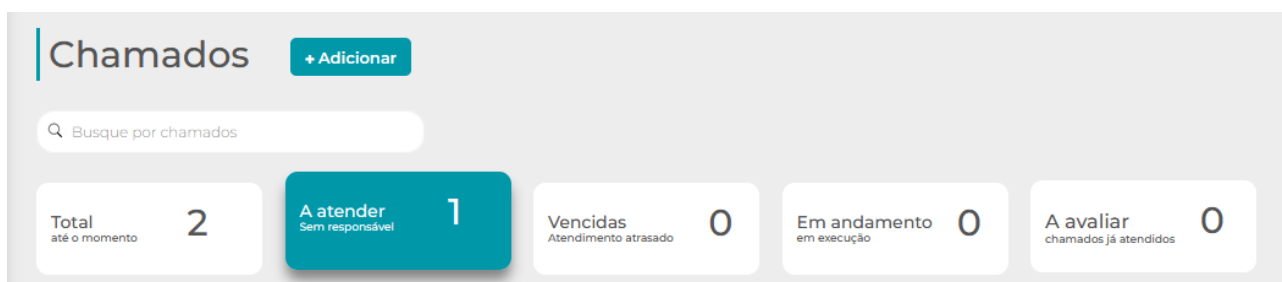 Chamados
+ Adicionar
Busque por chamados
Total
até o momento
2
A atender
Sem responsável
1
Vencidas
Atendimento atrasado
0
Em andamento
em execução
0
A avaliar
chamados já atendidos
0